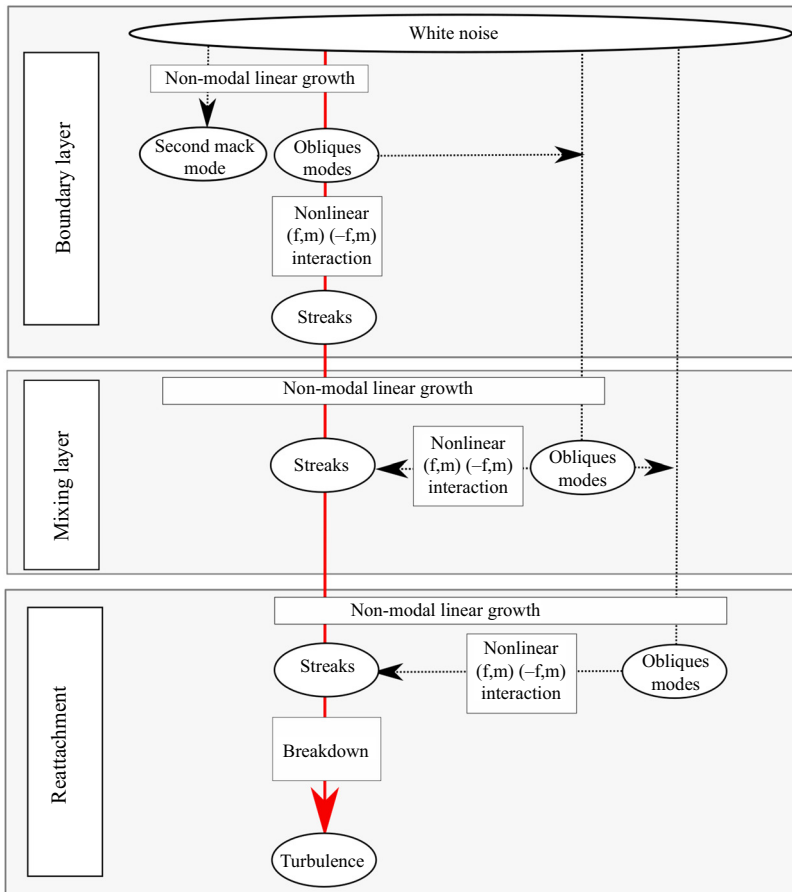 White noise
Boundary layer
Non-modal linear growth
Second mack
mode
Obliques
modes
Nonlinear
(f,m) (−f,m)
interaction
Streaks
Mixing layer
Non-modal linear growth
Streaks
Nonlinear
(f,m) (−f,m)
interaction
Obliques
modes
Reattachment
Non-modal linear growth
Streaks
Nonlinear
(f,m) (−f,m)
interaction
Obliques
modes
Breakdown
Turbulence